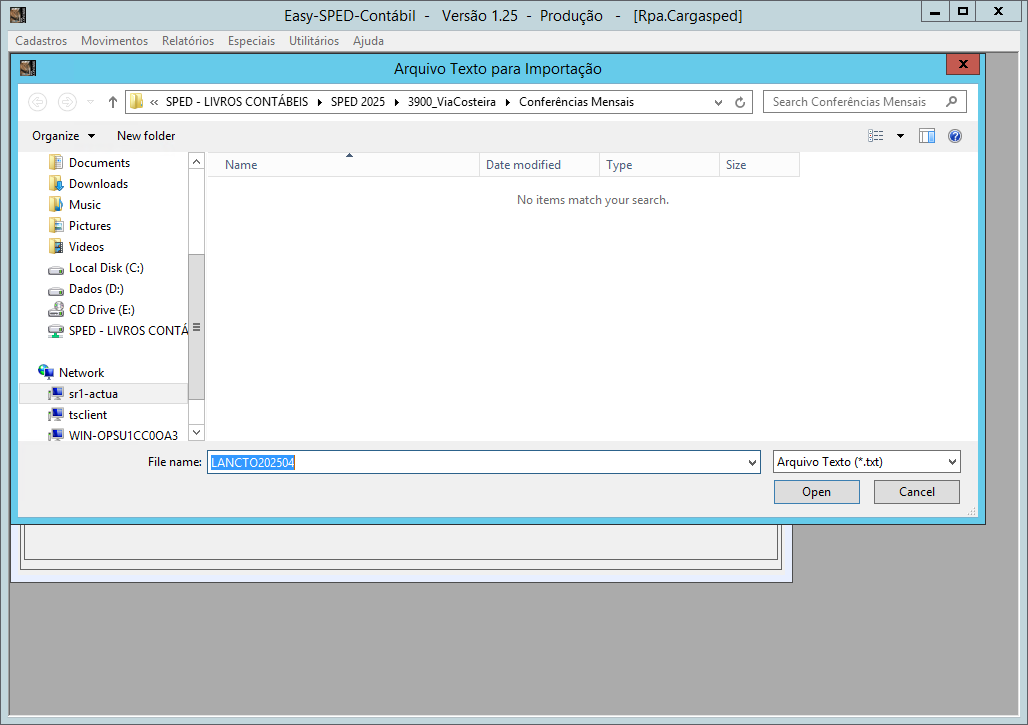 Easy-SPED-Contábil - Versão 1.25 - Produção - [Rpa.Cargasped]
Cadastros Movimentos Relatórios Especiais Utilitários Ajuda
Arquivo Texto para Importação
« SPED - LIVROS CONTÁBEIS SPED 2025 3900_ViaCosteira Conferências Mensais Search Conferências Mensais
Organize New folder
Name Date modified Type Size
No items match your search.
Documents
Downloads
Music
Pictures
Videos
Local Disk (C:)
Dados (D:)
CD Drive (E:)
SPED - LIVROS CONTÁ
Network
sr1-actua
tsclient
WIN-OPSU1CC0OA3
File name: LANCTO202504 Arquivo Texto (*.txt)
Open Cancel